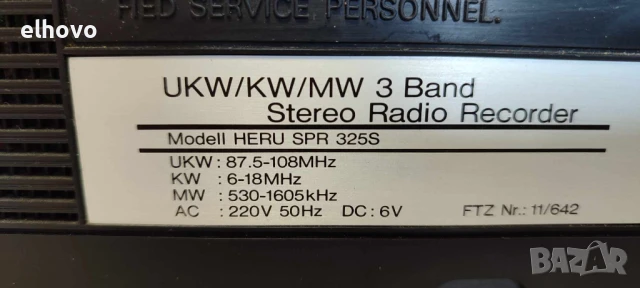 elhovo
FIED SERVICE PERSONNEL.
UKW/KW/MW 3 Band
Stereo Radio Recorder
Modell HERU SPR 325S
UKW : 87.5-108MHz
KW : 6-18MHz
MW : 530-1605kHz
AC : 220V 50Hz DC : 6V FTZ Nr.: 11/642
BAZAR